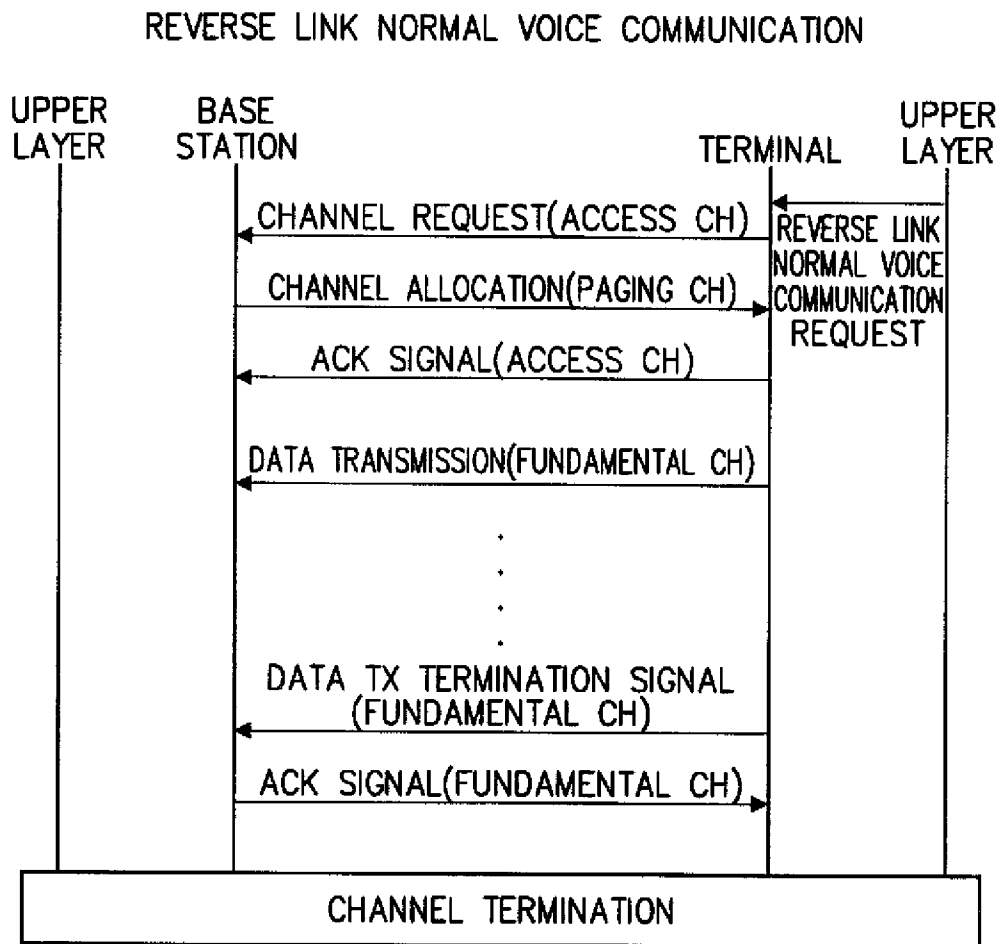 REVERSE LINK NORMAL VOICE COMMUNICATION
UPPER
LAYER
BASE
STATION
TERMINAL
UPPER
LAYER
CHANNEL REQUEST(ACCESS CH)
REVERSE LINK
NORMAL VOICE
COMMUNICATION
REQUEST
CHANNEL ALLOCATION(PAGING CH)
ACK SIGNAL(ACCESS CH)
DATA TRANSMISSION(FUNDAMENTAL CH)
DATA TX TERMINATION SIGNAL
(FUNDAMENTAL CH)
ACK SIGNAL(FUNDAMENTAL CH)
CHANNEL TERMINATION